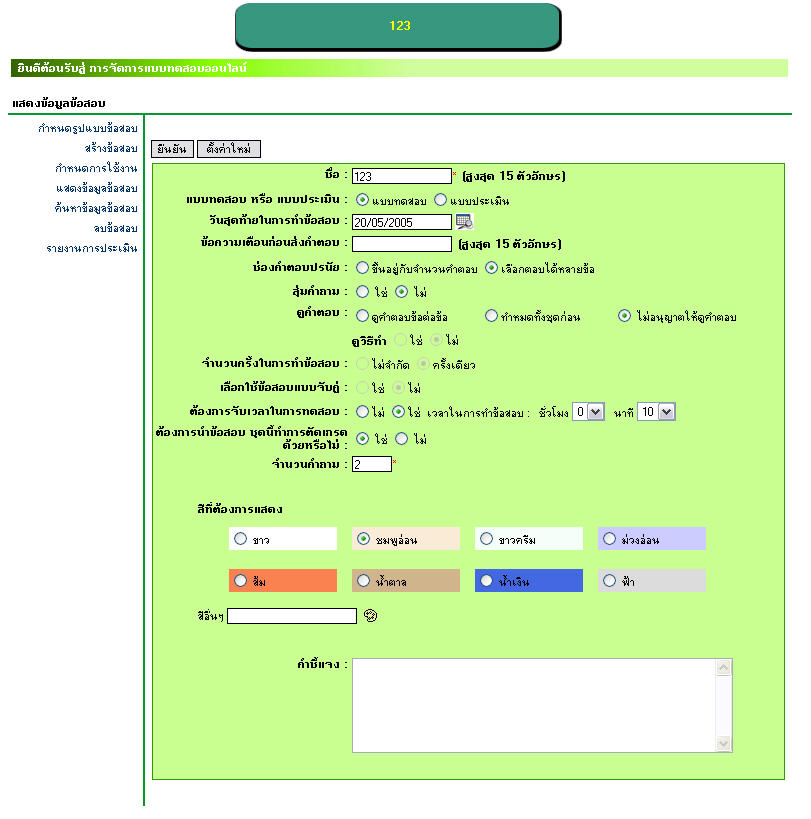 123
ยินดีต้อนรับสู่ การจัดการแบบทดสอบออนไลน์
แสดงข้อมูลข้อสอบ
กำหนดรูปแบบข้อสอบ
สร้างข้อสอบ
กำหนดการใช้งาน
แสดงข้อมูลข้อสอบ
ค้นหาข้อมูลข้อสอบ
ลบข้อสอบ
รายงานการประเมิน
ยืนยัน ตั้งค่าใหม่
ชื่อ : 123 * (สูงสุด 15 ตัวอักษร)
แบบทดสอบ หรือ แบบประเมิน : แบบทดสอบ แบบประเมิน
วันสุดท้ายในการทำข้อสอบ : 20/05/2005
ข้อความเตือนก่อนส่งคำตอบ : (สูงสุด 15 ตัวอักษร)
ช่องคำตอบปรนัย : ขึ้นอยู่กับจำนวนคำตอบ เลือกตอบได้หลายข้อ
สุ่มคำถาม : ใช่ ไม่
ดูคำตอบ : ดูคำตอบข้อต่อข้อ ทำหมดทั้งชุดก่อน ไม่อนุญาตให้ดูคำตอบ
ดูวิธีทำ ใช่ ไม่
จำนวนครั้งในการทำข้อสอบ : ไม่จำกัด ครั้งเดียว
เลือกใช้ข้อสอบแบบจับคู่ : ใช่ ไม่
ต้องการจับเวลาในการทดสอบ : ไม่ ใช่ เวลาในการทำข้อสอบ : ชั่วโมง 0 นาที 10
ต้องการนำข้อสอบ ชุดนี้ทำการตัดเกรด
ด้วยหรือไม่ : ใช่ ไม่
จำนวนคำถาม : 2 *
สีที่ต้องการแสดง
ขาว ชมพูอ่อน ขาวครีม ม่วงอ่อน
ส้ม น้ำตาล น้ำเงิน ฟ้า
สีอื่นๆ
คำชี้แจง :